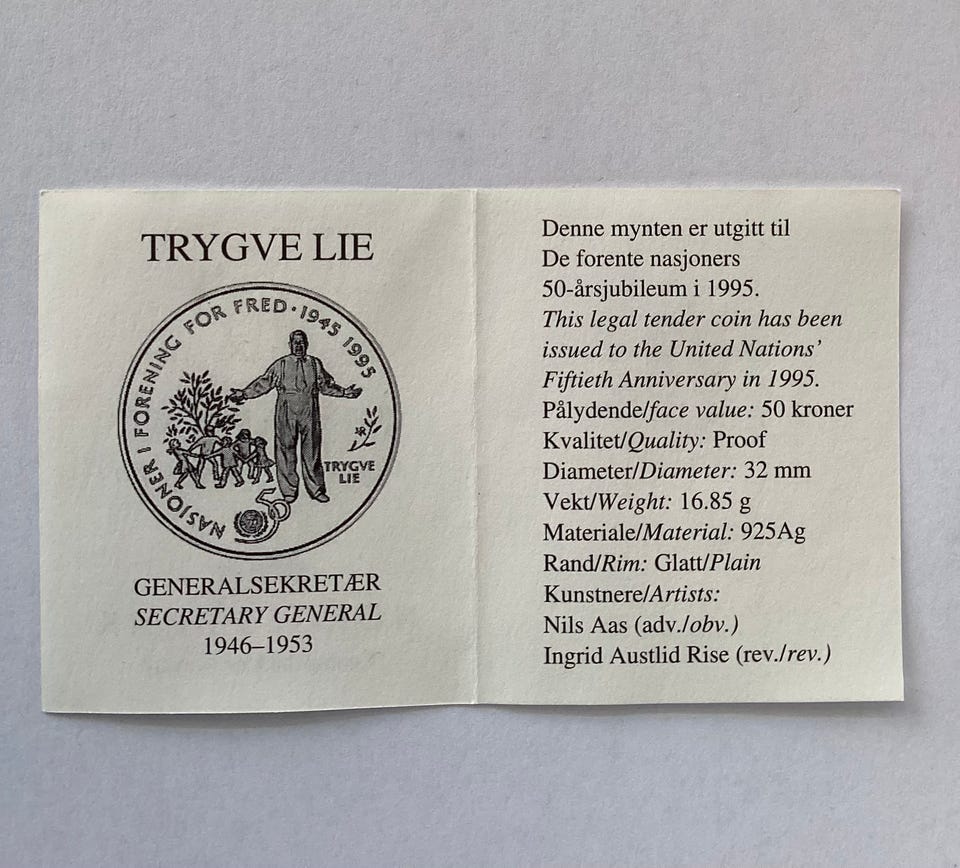 TRYGVE LIE
NASJONER I FORENING FOR FRED · 1945 1995
TRYGVE
LIE
50
GENERALSEKRETÆR
SECRETARY GENERAL
1946–1953
Denne mynten er utgitt til
De forente nasjoners
50-årsjubileum i 1995.
This legal tender coin has been
issued to the United Nations’
Fiftieth Anniversary in 1995.
Pålydende/face value: 50 kroner
Kvalitet/Quality: Proof
Diameter/Diameter: 32 mm
Vekt/Weight: 16.85 g
Materiale/Material: 925Ag
Rand/Rim: Glatt/Plain
Kunstnere/Artists:
Nils Aas (adv./obv.)
Ingrid Austlid Rise (rev./rev.)